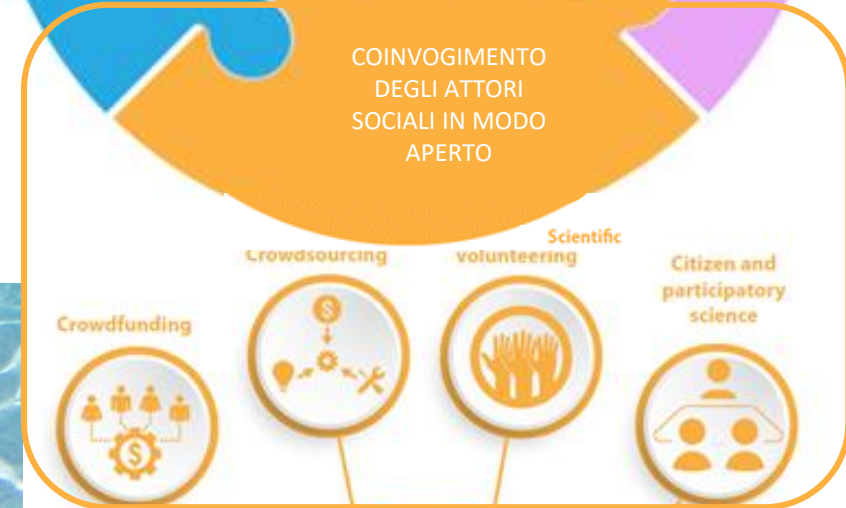 COINVOGIMENTO
DEGLI ATTORI
SOCIALI IN MODO
APERTO
Scientific
Crowdsourcing
volunteering
Citizen and
participatory
science
Crowdfunding
$
$